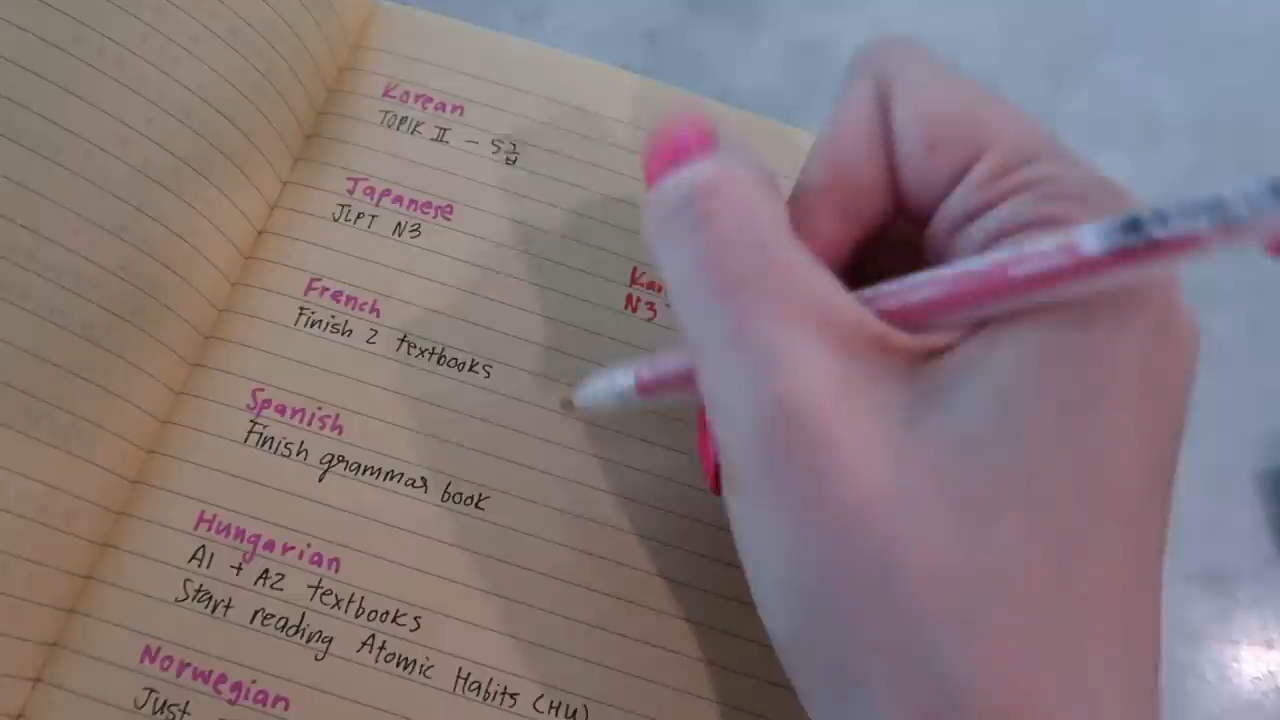 Korean
TOPIK II - 5급
Japanese
JLPT N3
French
Finish 2 textbooks
N3
Spanish
Finish grammar book
Hungarian
A1 + A2 textbooks
Start reading Atomic Habits (HU)
Norwegian
Just